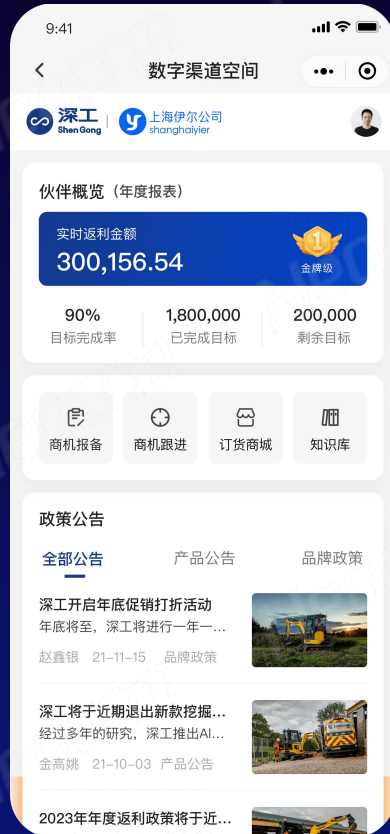 9:41
数字渠道空间
深工
ShenGong
上海伊尔公司
shanghaiyier
伙伴概览（年度报表）
实时返利金额
300,156.54
1
金牌级
90%
1,800,000
200,000
目标完成率
已完成目标
剩余目标
商机报备
商机跟进
订货商城
知识库
政策公告
全部公告
产品公告
品牌政策
深工开启年底促销打折活动
年底将至，深工将进行一年一...
赵鑫银 21-11-15 品牌政策
深工将于近期退出新款挖掘...
经过多年的研究，深工推出AI...
金高姚 21-10-03 产品公告
2023年年度返利政策将于近...